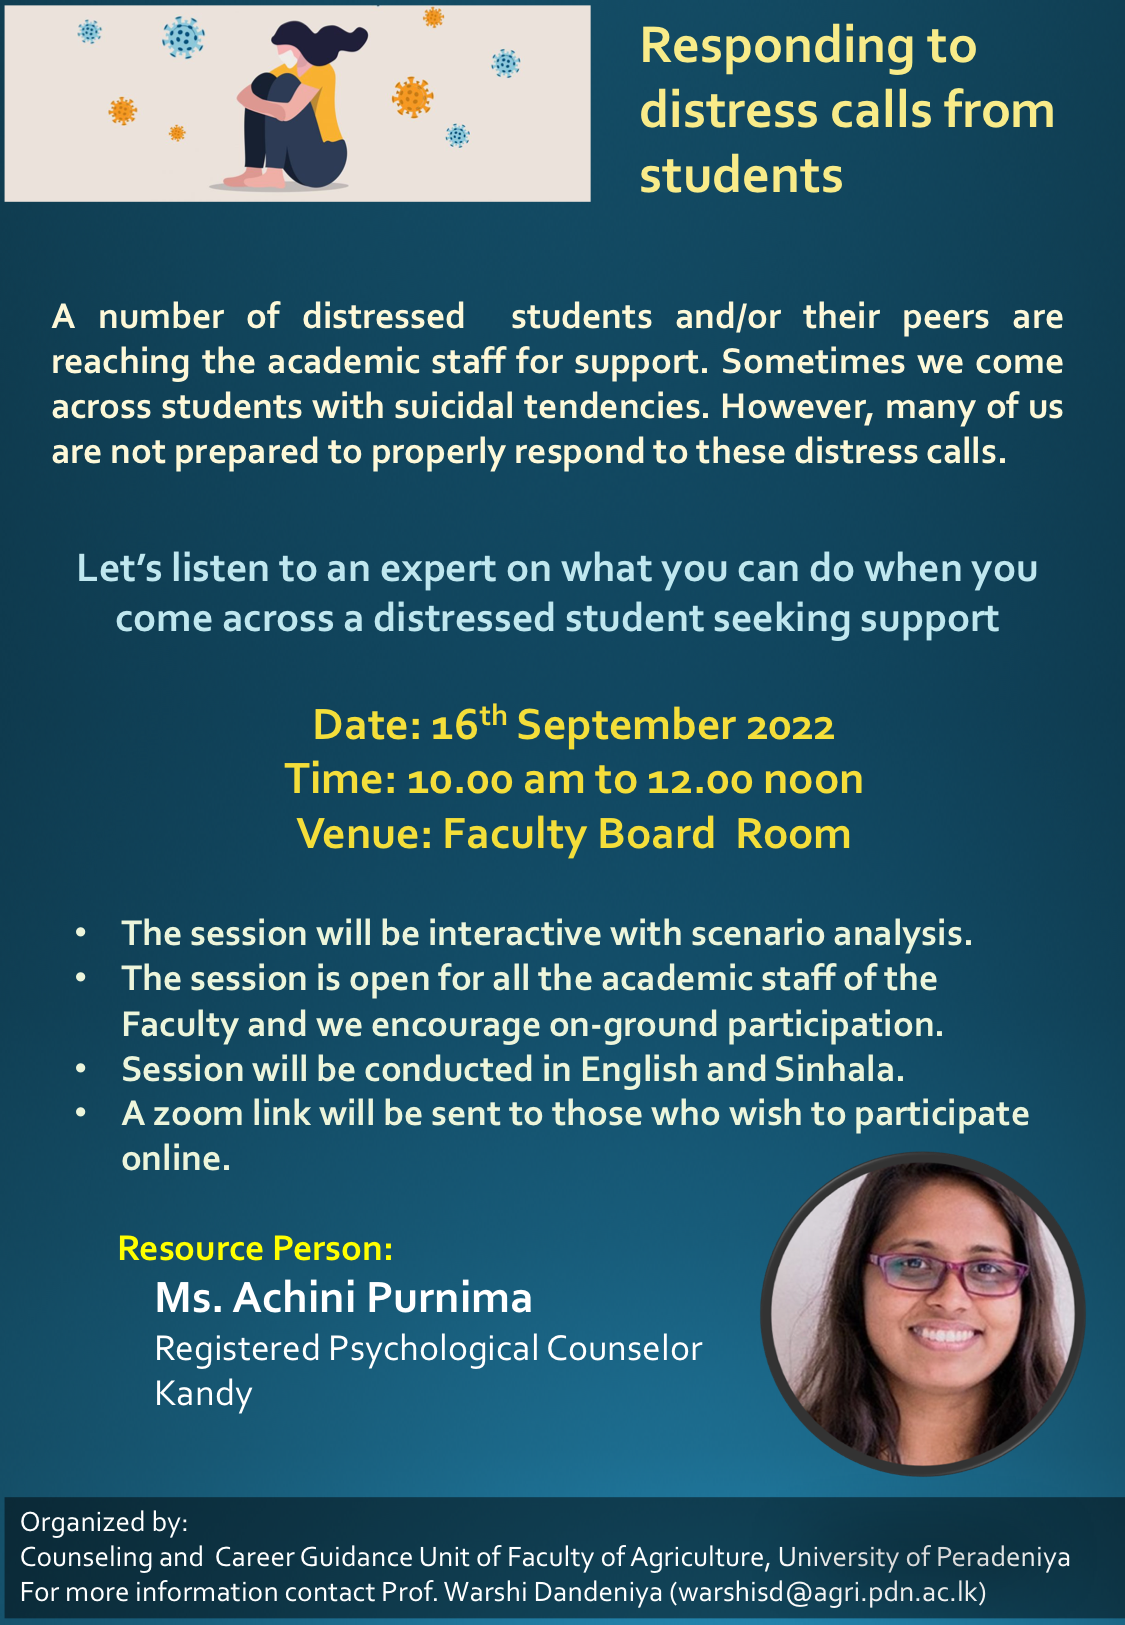 Responding to
distress calls from
students
A number of distressed students and/or their peers are
reaching the academic staff for support. Sometimes we come
across students with suicidal tendencies. However, many of us
are not prepared to properly respond to these distress calls.
Let’s listen to an expert on what you can do when you
come across a distressed student seeking support
Date: 16th September 2022
Time: 10.00 am to 12.00 noon
Venue: Faculty Board Room
• The session will be interactive with scenario analysis.
• The session is open for all the academic staff of the
Faculty and we encourage on-ground participation.
• Session will be conducted in English and Sinhala.
• A zoom link will be sent to those who wish to participate
online.
Resource Person:
Ms. Achini Purnima
Registered Psychological Counselor
Kandy
Organized by:
Counseling and Career Guidance Unit of Faculty of Agriculture, University of Peradeniya
For more information contact Prof. Warshi Dandeniya (warshisd@agri.pdn.ac.lk)